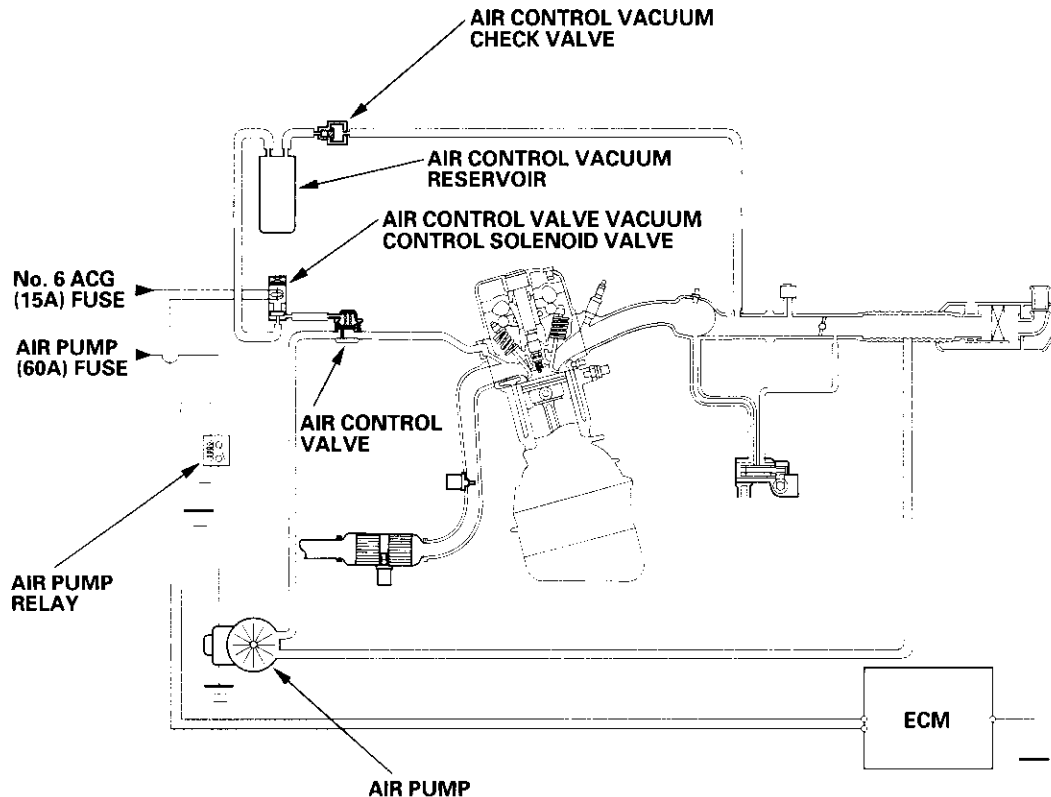 AIR CONTROL VACUUM
CHECK VALVE
AIR CONTROL VACUUM
RESERVOIR
AIR CONTROL VALVE VACUUM
CONTROL SOLENOID VALVE
No. 6 ACG
(15A) FUSE
AIR PUMP
(60A) FUSE
AIR CONTROL
VALVE
AIR PUMP
RELAY
ECM
AIR PUMP